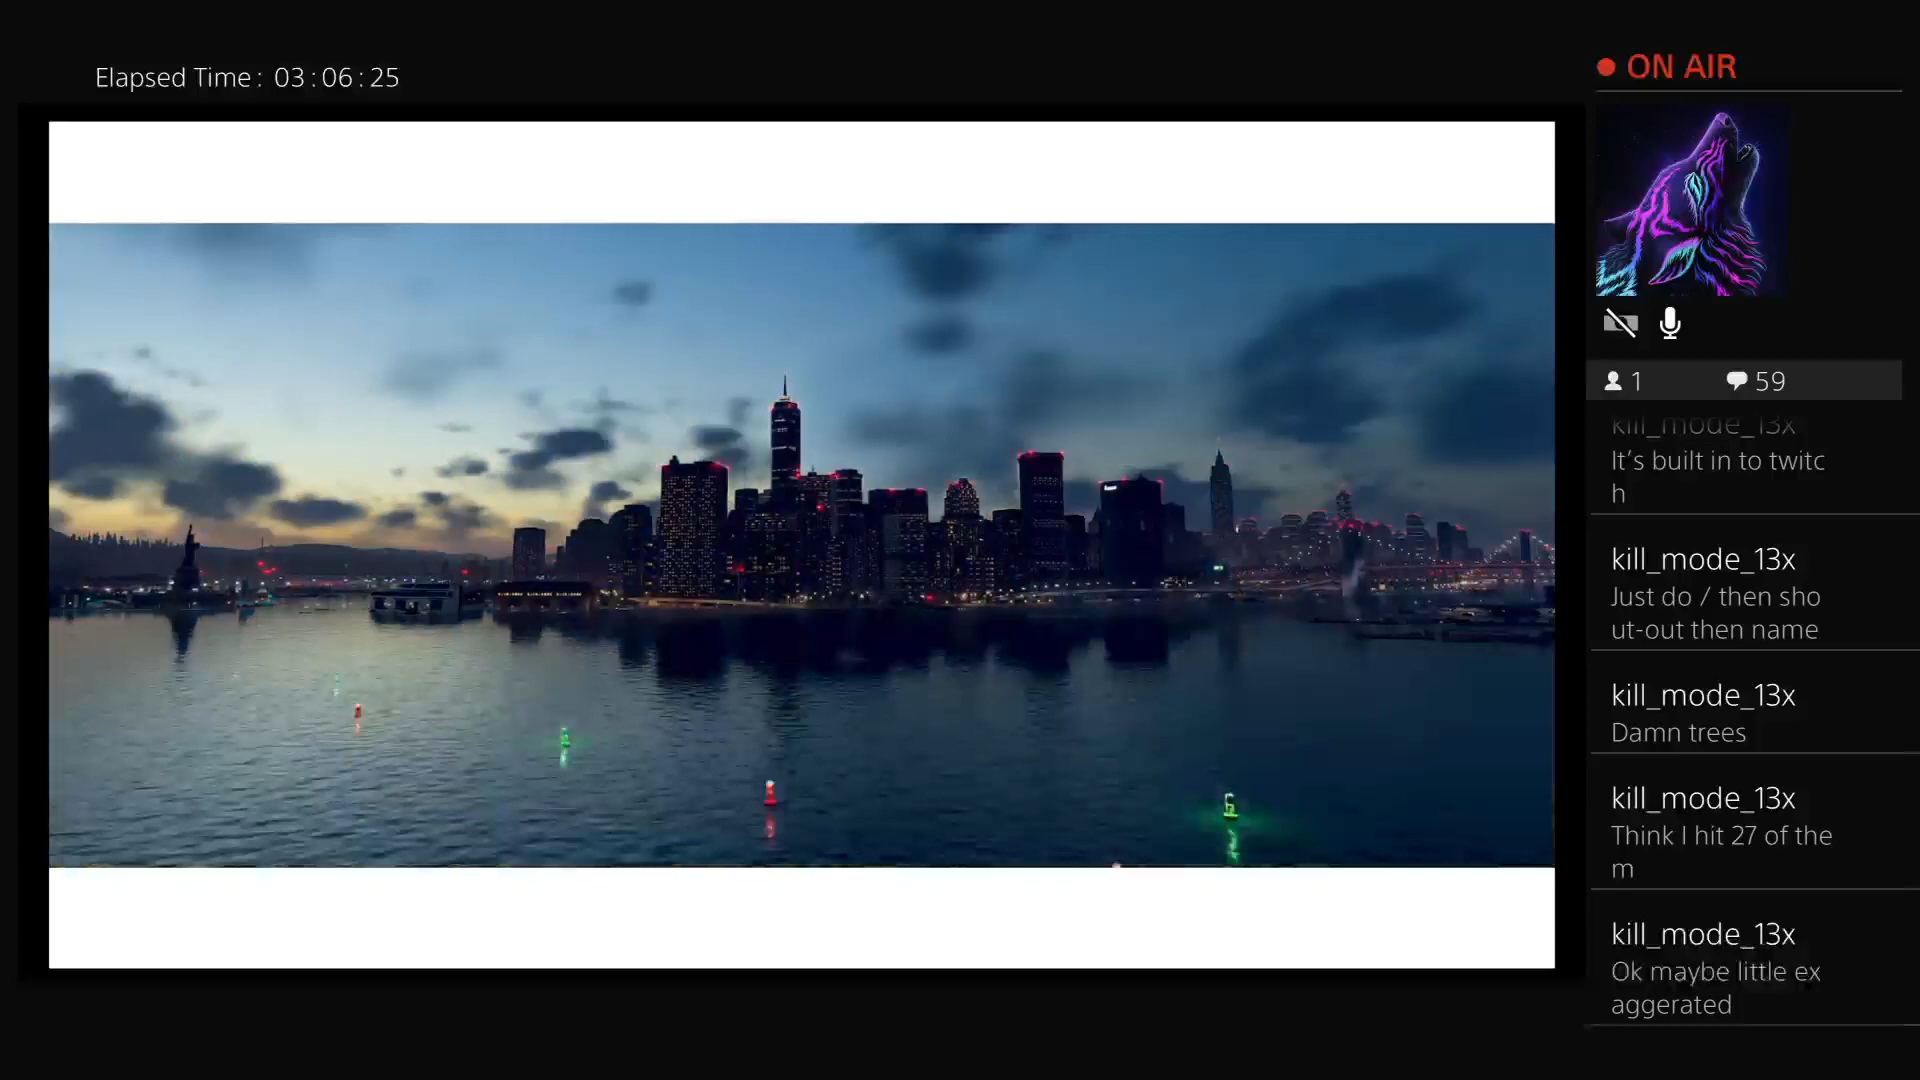 Elapsed Time: 03:06:25
ON AIR
1
59
kill_mode_13x
It’s built in to twitc
h
kill_mode_13x
Just do / then sho
ut-out then name
kill_mode_13x
Damn trees
kill_mode_13x
Think I hit 27 of the
m
kill_mode_13x
Ok maybe little ex
aggerated